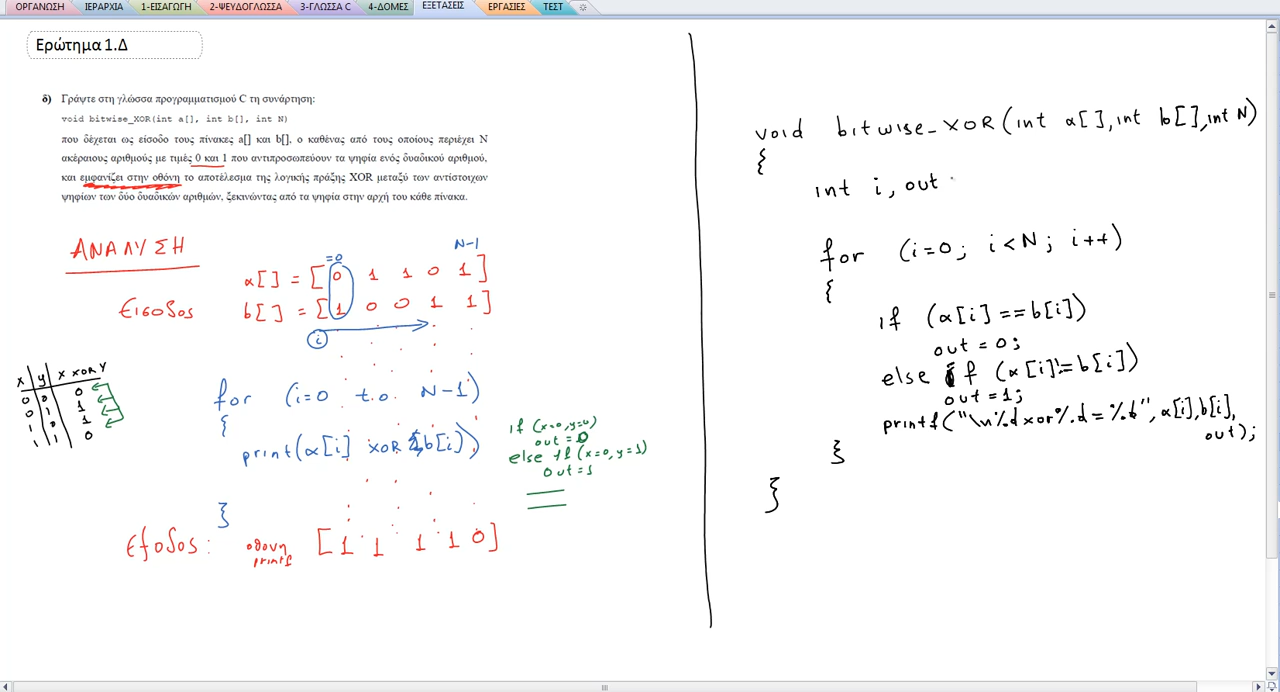 ΟΡΓΑΝΩΣΗ ΙΕΡΑΡΧΙΑ 1-ΕΙΣΑΓΩΓΗ 2-ΨΕΥΔΟΓΛΩΣΣΑ 3-ΓΛΩΣΣΑ C 4-ΔΟΜΕΣ ΕΞΕΤΑΣΕΙΣ ΕΡΓΑΣΙΕΣ ΤΕΣΤ
Ερώτημα 1.Δ
δ) Γράψτε στη γλώσσα προγραμματισμού C τη συνάρτηση:
void bitwise_XOR(int a[], int b[], int N)
που δέχεται ως είσοδο τους πίνακες a[] και b[], ο καθένας από τους οποίους περιέχει N
ακέραιους αριθμούς με τιμές 0 και 1 που αντιπροσωπεύουν τα ψηφία ενός δυαδικού αριθμού,
και εμφανίζει στην οθόνη το αποτέλεσμα της λογικής πράξης XOR μεταξύ των αντίστοιχων
ψηφίων των δύο δυαδικών αριθμών, ξεκινώντας από τα ψηφία στην αρχή του κάθε πίνακα.
ΑΝΑΛΥΣΗ
=0 N-1
a[] = [0 1 1 0 1]
Είσοδος b[] = [1 0 0 1 1]
i
x y x XOR y
0 0 0
0 1 1
1 0 1
1 1 0
for (i=0 t.o. N-1)
{
print(a[i] XOR b[i])
}
if (x=0,y=0)
out = 0
else if (x=0, y=1)
out=1
Έξοδος: οθόνη [1 1 1 1 0]
printf
void bitwise_XOR(int a[],int b[],int N)
{
int i, out
for (i=0; i<N; i++)
{
if (a[i]==b[i])
out = 0;
else if (a[i]!=b[i])
out = 1;
printf("\n%d xor %.d = %.d", a[i],b[i],
out);
}
}